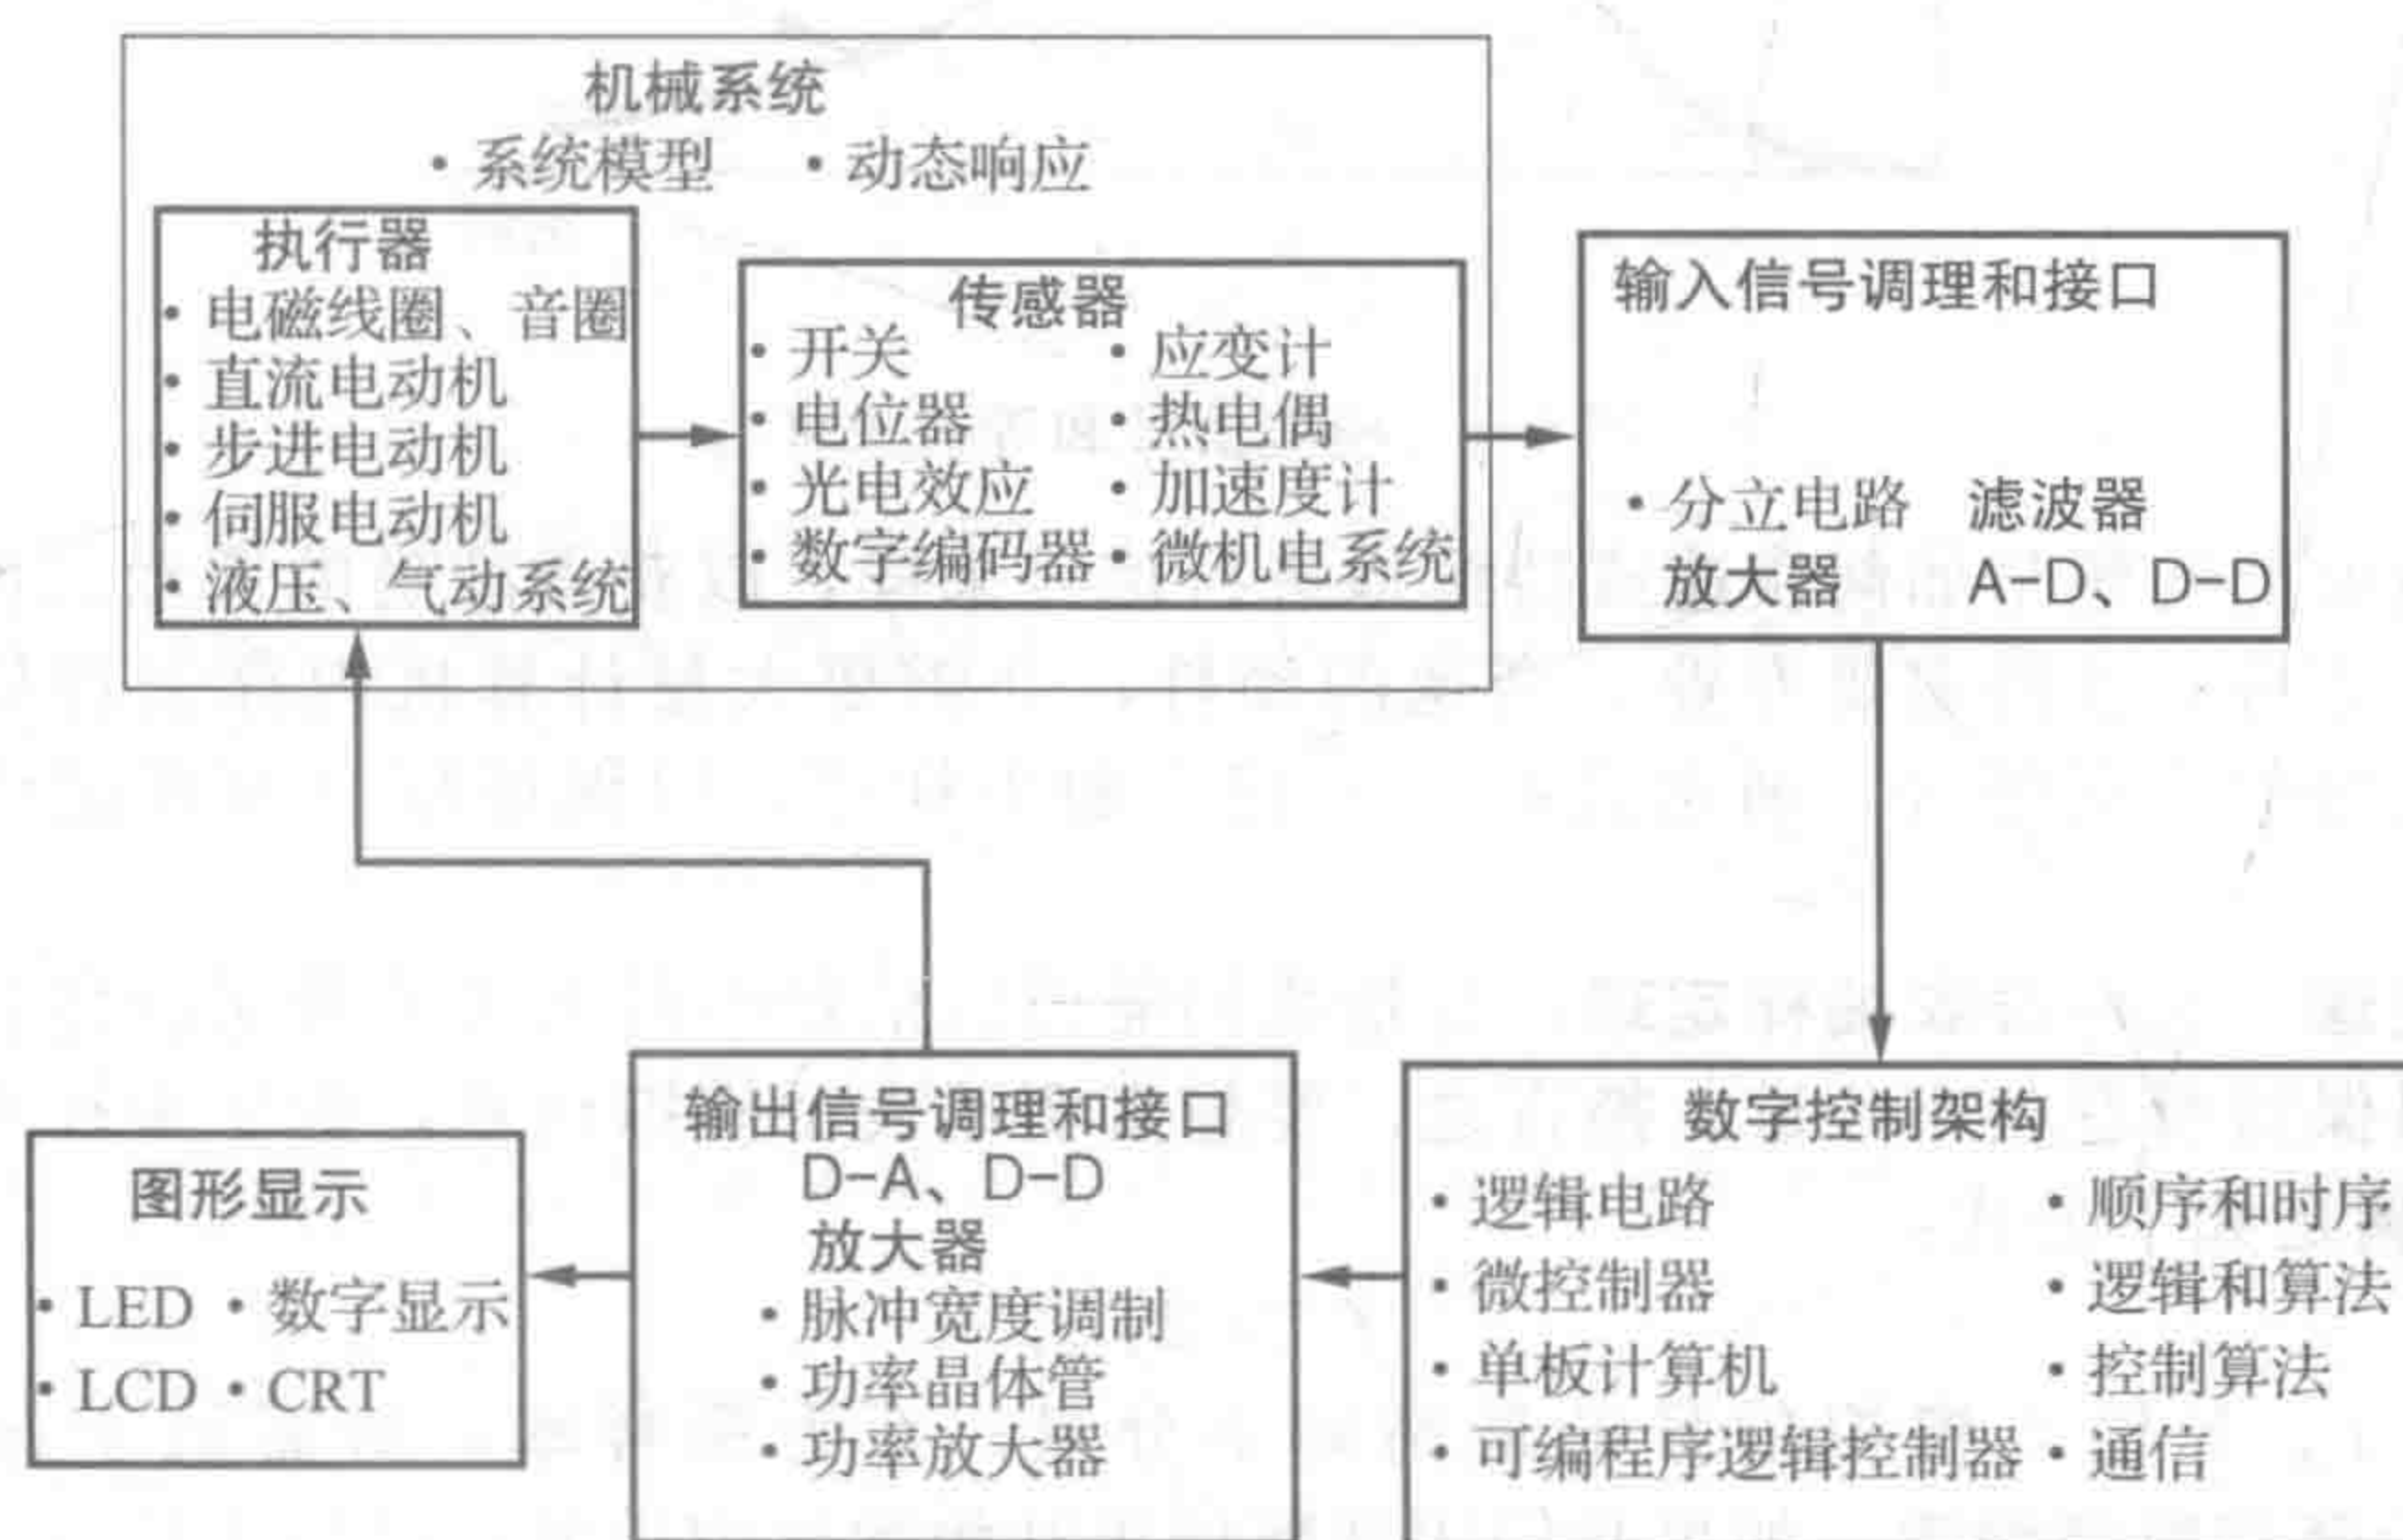 机械系统
· 系统模型 · 动态响应
执行器
· 电磁线圈、音圈
· 直流电动机
· 步进电动机
· 伺服电动机
· 液压、气动系统
传感器
· 开关 · 应变计
· 电位器 · 热电偶
· 光电效应 · 加速度计
· 数字编码器 · 微机电系统
输入信号调理和接口
· 分立电路 滤波器
放大器 A-D、D-D
图形显示
· LED · 数字显示
· LCD · CRT
输出信号调理和接口
D-A、D-D
放大器
· 脉冲宽度调制
· 功率晶体管
· 功率放大器
数字控制架构
· 逻辑电路 · 顺序和时序
· 微控制器 · 逻辑和算法
· 单板计算机 · 控制算法
· 可编程序逻辑控制器 · 通信